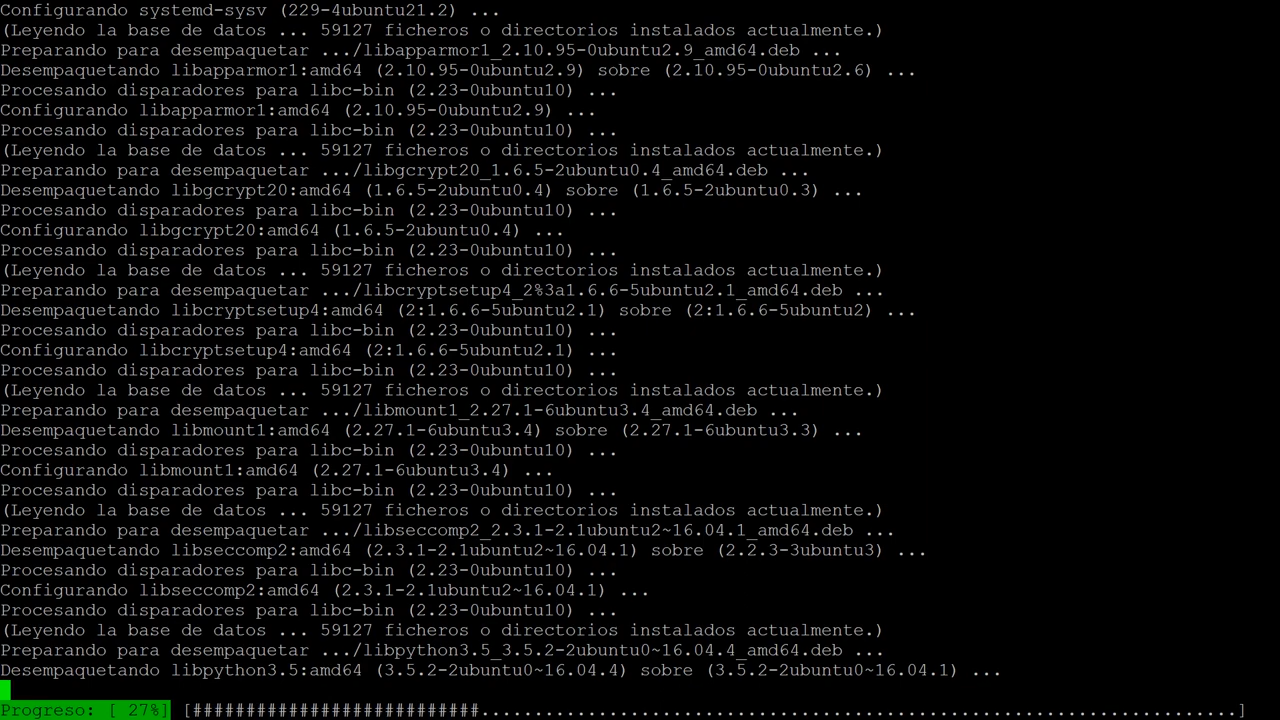 Configurando systemd-sysv (229-4ubuntu21.2) ...
(Leyendo la base de datos ... 59127 ficheros o directorios instalados actualmente.)
Preparando para desempaquetar .../libapparmor1_2.10.95-0ubuntu2.9_amd64.deb ...
Desempaquetando libapparmor1:amd64 (2.10.95-0ubuntu2.9) sobre (2.10.95-0ubuntu2.6) ...
Procesando disparadores para libc-bin (2.23-0ubuntu10) ...
Configurando libapparmor1:amd64 (2.10.95-0ubuntu2.9) ...
Procesando disparadores para libc-bin (2.23-0ubuntu10) ...
(Leyendo la base de datos ... 59127 ficheros o directorios instalados actualmente.)
Preparando para desempaquetar .../libgcrypt20_1.6.5-2ubuntu0.4_amd64.deb ...
Desempaquetando libgcrypt20:amd64 (1.6.5-2ubuntu0.4) sobre (1.6.5-2ubuntu0.3) ...
Procesando disparadores para libc-bin (2.23-0ubuntu10) ...
Configurando libgcrypt20:amd64 (1.6.5-2ubuntu0.4) ...
Procesando disparadores para libc-bin (2.23-0ubuntu10) ...
(Leyendo la base de datos ... 59127 ficheros o directorios instalados actualmente.)
Preparando para desempaquetar .../libcryptsetup4_2%3a1.6.6-5ubuntu2.1_amd64.deb ...
Desempaquetando libcryptsetup4:amd64 (2:1.6.6-5ubuntu2.1) sobre (2:1.6.6-5ubuntu2) ...
Procesando disparadores para libc-bin (2.23-0ubuntu10) ...
Configurando libcryptsetup4:amd64 (2:1.6.6-5ubuntu2.1) ...
Procesando disparadores para libc-bin (2.23-0ubuntu10) ...
(Leyendo la base de datos ... 59127 ficheros o directorios instalados actualmente.)
Preparando para desempaquetar .../libmount1_2.27.1-6ubuntu3.4_amd64.deb ...
Desempaquetando libmount1:amd64 (2.27.1-6ubuntu3.4) sobre (2.27.1-6ubuntu3.3) ...
Procesando disparadores para libc-bin (2.23-0ubuntu10) ...
Configurando libmount1:amd64 (2.27.1-6ubuntu3.4) ...
Procesando disparadores para libc-bin (2.23-0ubuntu10) ...
(Leyendo la base de datos ... 59127 ficheros o directorios instalados actualmente.)
Preparando para desempaquetar .../libseccomp2_2.3.1-2.1ubuntu2~16.04.1_amd64.deb ...
Desempaquetando libseccomp2:amd64 (2.3.1-2.1ubuntu2~16.04.1) sobre (2.2.3-3ubuntu3) ...
Procesando disparadores para libc-bin (2.23-0ubuntu10) ...
Configurando libseccomp2:amd64 (2.3.1-2.1ubuntu2~16.04.1) ...
Procesando disparadores para libc-bin (2.23-0ubuntu10) ...
(Leyendo la base de datos ... 59127 ficheros o directorios instalados actualmente.)
Preparando para desempaquetar .../libpython3.5_3.5.2-2ubuntu0~16.04.4_amd64.deb ...
Desempaquetando libpython3.5:amd64 (3.5.2-2ubuntu0~16.04.4) sobre (3.5.2-2ubuntu0~16.04.1) ...
Progreso: [ 27%] [###########################.......................................................................]